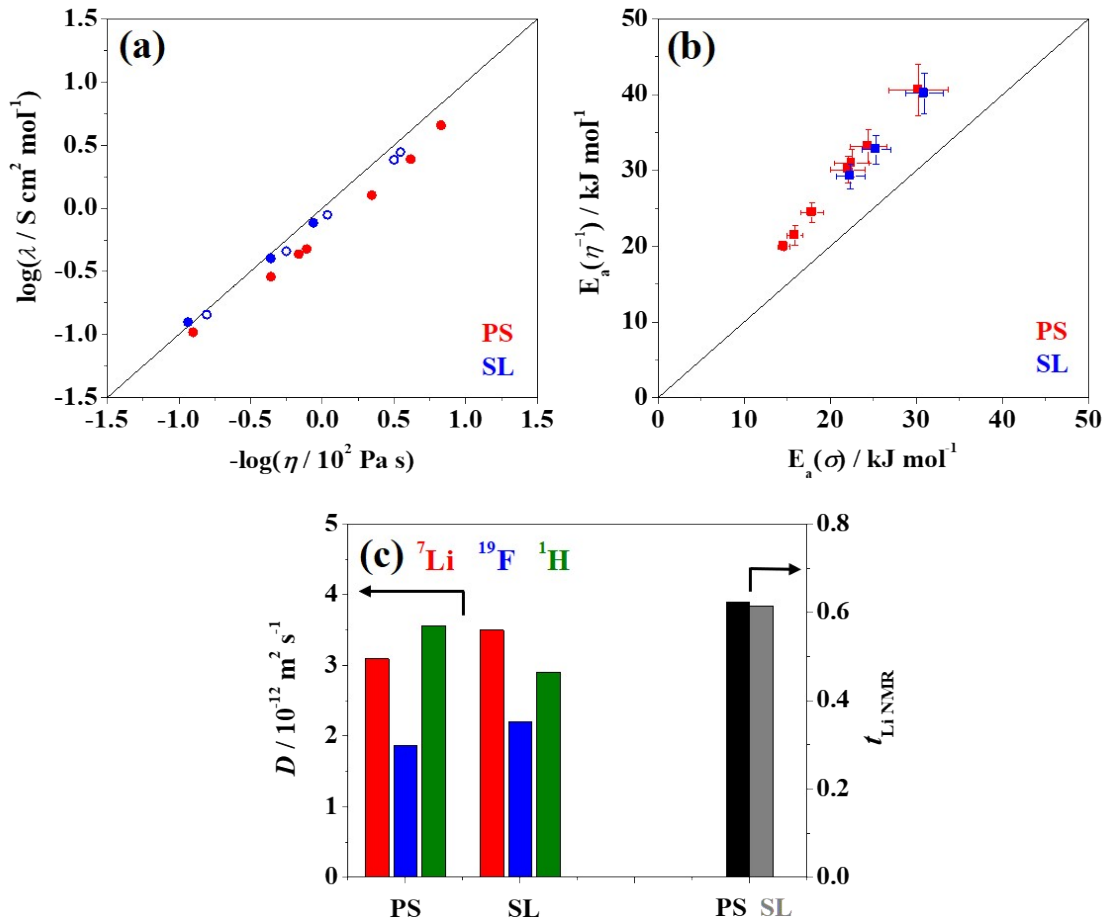 (a)
log(λ / S cm² mol⁻¹)
1.5
1.0
0.5
0.0
-0.5
-1.0
-1.5
PS
SL
-1.5 -1.0 -0.5 0.0 0.5 1.0 1.5
-log(η / 10² Pa s)
(b)
Eₐ(η⁻¹) / kJ mol⁻¹
50
40
30
20
10
0
PS
SL
0 10 20 30 40 50
Eₐ(σ) / kJ mol⁻¹
(c) ⁷Li ¹⁹F ¹H
D / 10⁻¹² m² s⁻¹
5
4
3
2
1
0
PS SL PS SL
0.8
0.6
0.4
0.2
0.0
t Li NMR